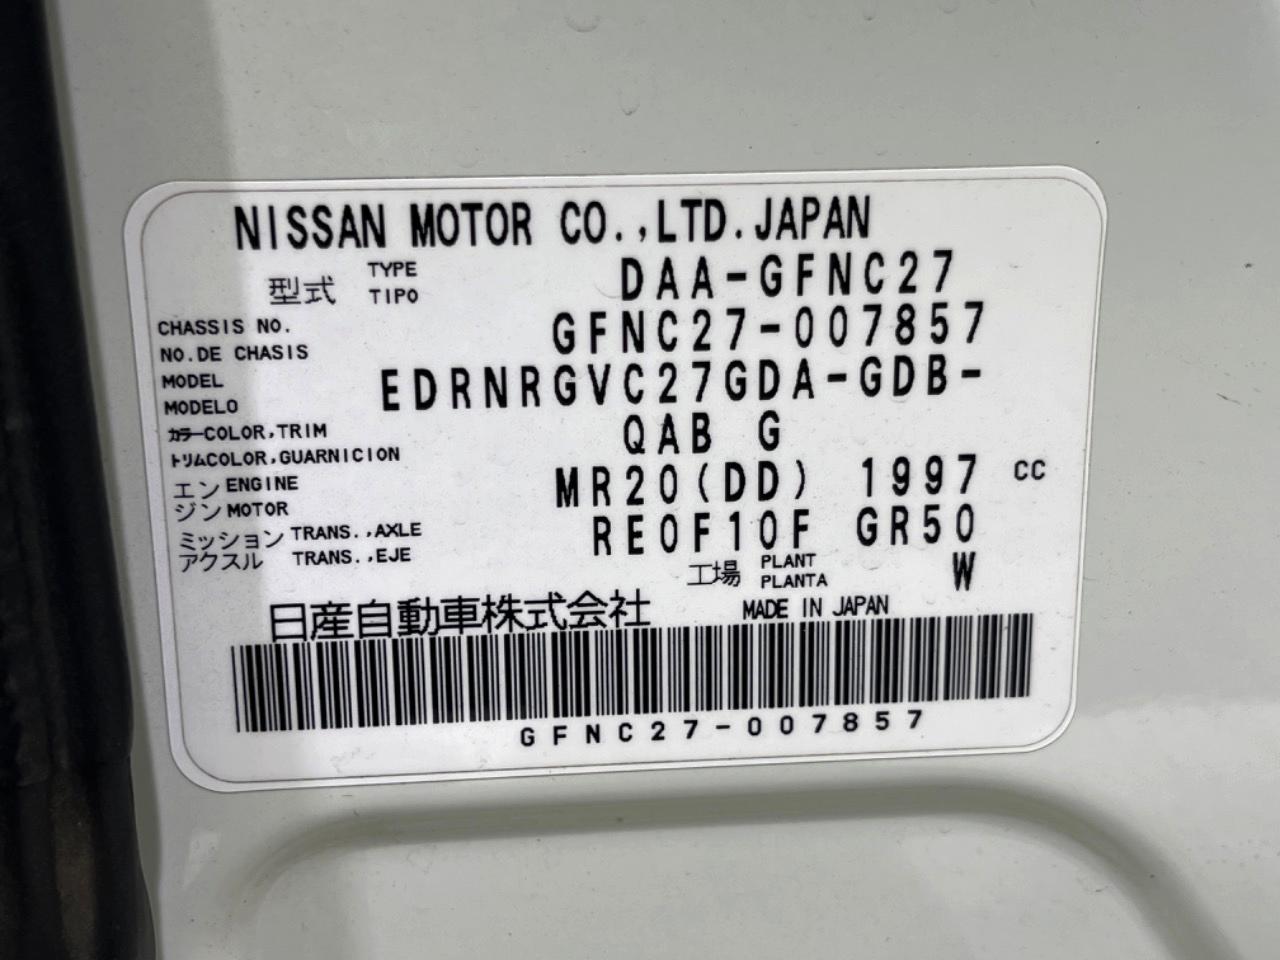 NISSAN MOTOR CO.,LTD.JAPAN
型式 TYPE TIPO DAA-GFNC27
CHASSIS NO.
NO.DE CHASIS GFNC27-007857
MODEL
MODELO EDRNRGVC27GDA-GDB-
カラーCOLOR,TRIM
トリムCOLOR,GUARNICION QAB G
エンジン ENGINE MOTOR MR20(DD) 1997 CC
ミッション TRANS.,AXLE
アクスル TRANS.,EJE RE0F10F GR50
工場 PLANT PLANTA W
日産自動車株式会社 MADE IN JAPAN
GFNC27-007857